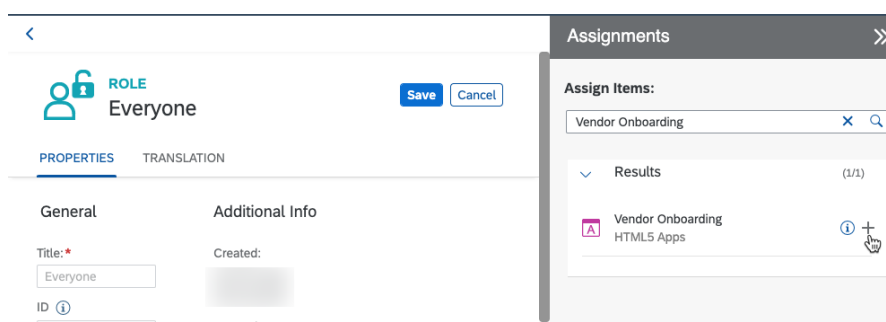 ROLE
Everyone
Save
Cancel
PROPERTIES
TRANSLATION
General
Additional Info
Title:*
Created:
Everyone
ID
Assignments
Assign Items:
Vendor Onboarding
Results
(1/1)
A
Vendor Onboarding
HTML5 Apps